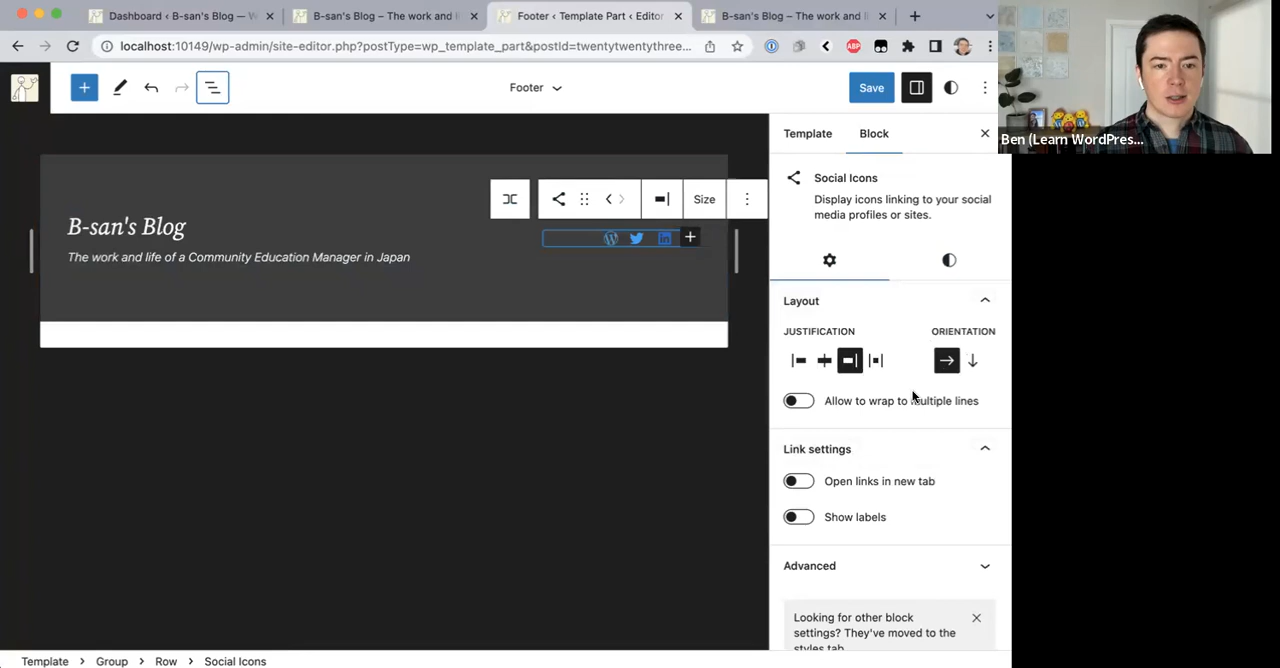 Dashboard ‹ B-san's Blog — W
B-san's Blog – The work and l
Footer ‹ Template Part ‹ Editor
B-san's Blog – The work and li
localhost:10149/wp-admin/site-editor.php?postType=wp_template_part&postId=twentytwentythree...
ABP
Footer
Save
Ben (Learn WordPres...
Template
Block
Social Icons
Display icons linking to your social
media profiles or sites.
Size
B-san's Blog
The work and life of a Community Education Manager in Japan
Layout
JUSTIFICATION
ORIENTATION
Allow to wrap to multiple lines
Link settings
Open links in new tab
Show labels
Advanced
Looking for other block
settings? They've moved to the
styles tab.
Template > Group > Row > Social Icons